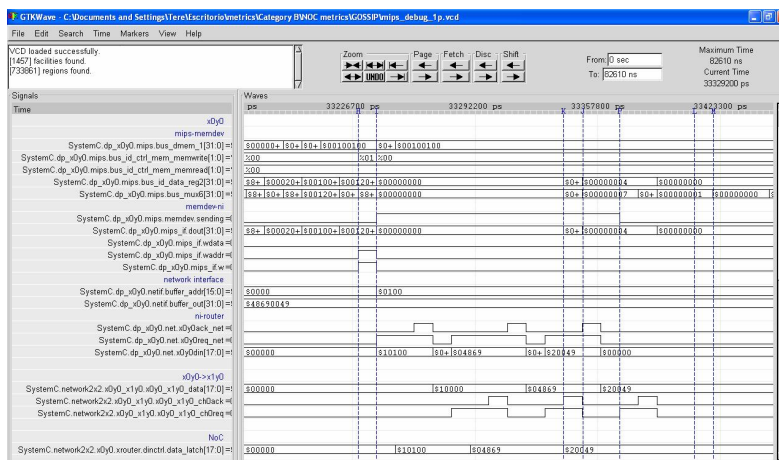 GTKWave - C:\Documents and Settings\Tere\Escritorio\metrics\Category B\NOC metrics\GOSSIP\mips_debug_1p.vcd
File Edit Search Time Markers View Help
VCD loaded successfully.
[1457] facilities found.
[733861] regions found.
Zoom Page Fetch Disc Shift
UNDO
From: 0 sec
To: 82610 ns
Maximum Time
82610 ns
Current Time
33329200 ps
Signals Waves
Time ps 33226700 ps 33292200 ps 33357800 ps 33423300 ps
x0y0
mips-memdev
SystemC.dp_x0y0.mips.bus_dmem_1[31:0] = $00000+ $0+ $0+ $00100100 $0+ $00100100
SystemC.dp_x0y0.mips.bus_id_ctrl_mem_memwrite[1:0] = %00 %01 %00
SystemC.dp_x0y0.mips.bus_id_ctrl_mem_memread[1:0] = %00
SystemC.dp_x0y0.mips.bus_id_data_reg2[31:0] = $8+ $000020+ $00100+ $00120+ $00000000 $0+ $00000004 $00000000
SystemC.dp_x0y0.mips.bus_mux6[31:0] = $8+ $0+ $8+ $00120+ $0+ $8+ $00000000 $0+ $00000007 $0+ $00000001 $00000000
memdev-ni
SystemC.dp_x0y0.mips.memdev.sending =
SystemC.dp_x0y0.mips_if.dout[31:0] = $8+ $000020+ $00100+ $00120+ $00000000 $0+ $00000004 $00000000
SystemC.dp_x0y0.mips_if.wdata =
SystemC.dp_x0y0.mips_if.waddr =
SystemC.dp_x0y0.mips_if.w =
network interface
SystemC.dp_x0y0.netif.buffer_addr[15:0] = $0000 $0100
SystemC.dp_x0y0.netif.buffer_out[31:0] = $48690049
ni-router
SystemC.dp_x0y0.net.x0y0ack_net =
SystemC.dp_x0y0.net.x0y0req_net =
SystemC.dp_x0y0.net.x0y0din[17:0] = $00000 $10100 $0+ $04869 $0+ $20049 $00000
x0y0->x1y0
SystemC.network2x2.x0y0_x1y0.x0y0_x1y0_data[17:0] = $00000 $10000 $04869 $20049
SystemC.network2x2.x0y0_x1y0.x0y0_x1y0_ch0ack =
SystemC.network2x2.x0y0_x1y0.x0y0_x1y0_ch0req =
NoC
SystemC.network2x2.x0y0.xrouter.dinctrl.data_latch[17:0] = $00000 $10100 $04869 $20049